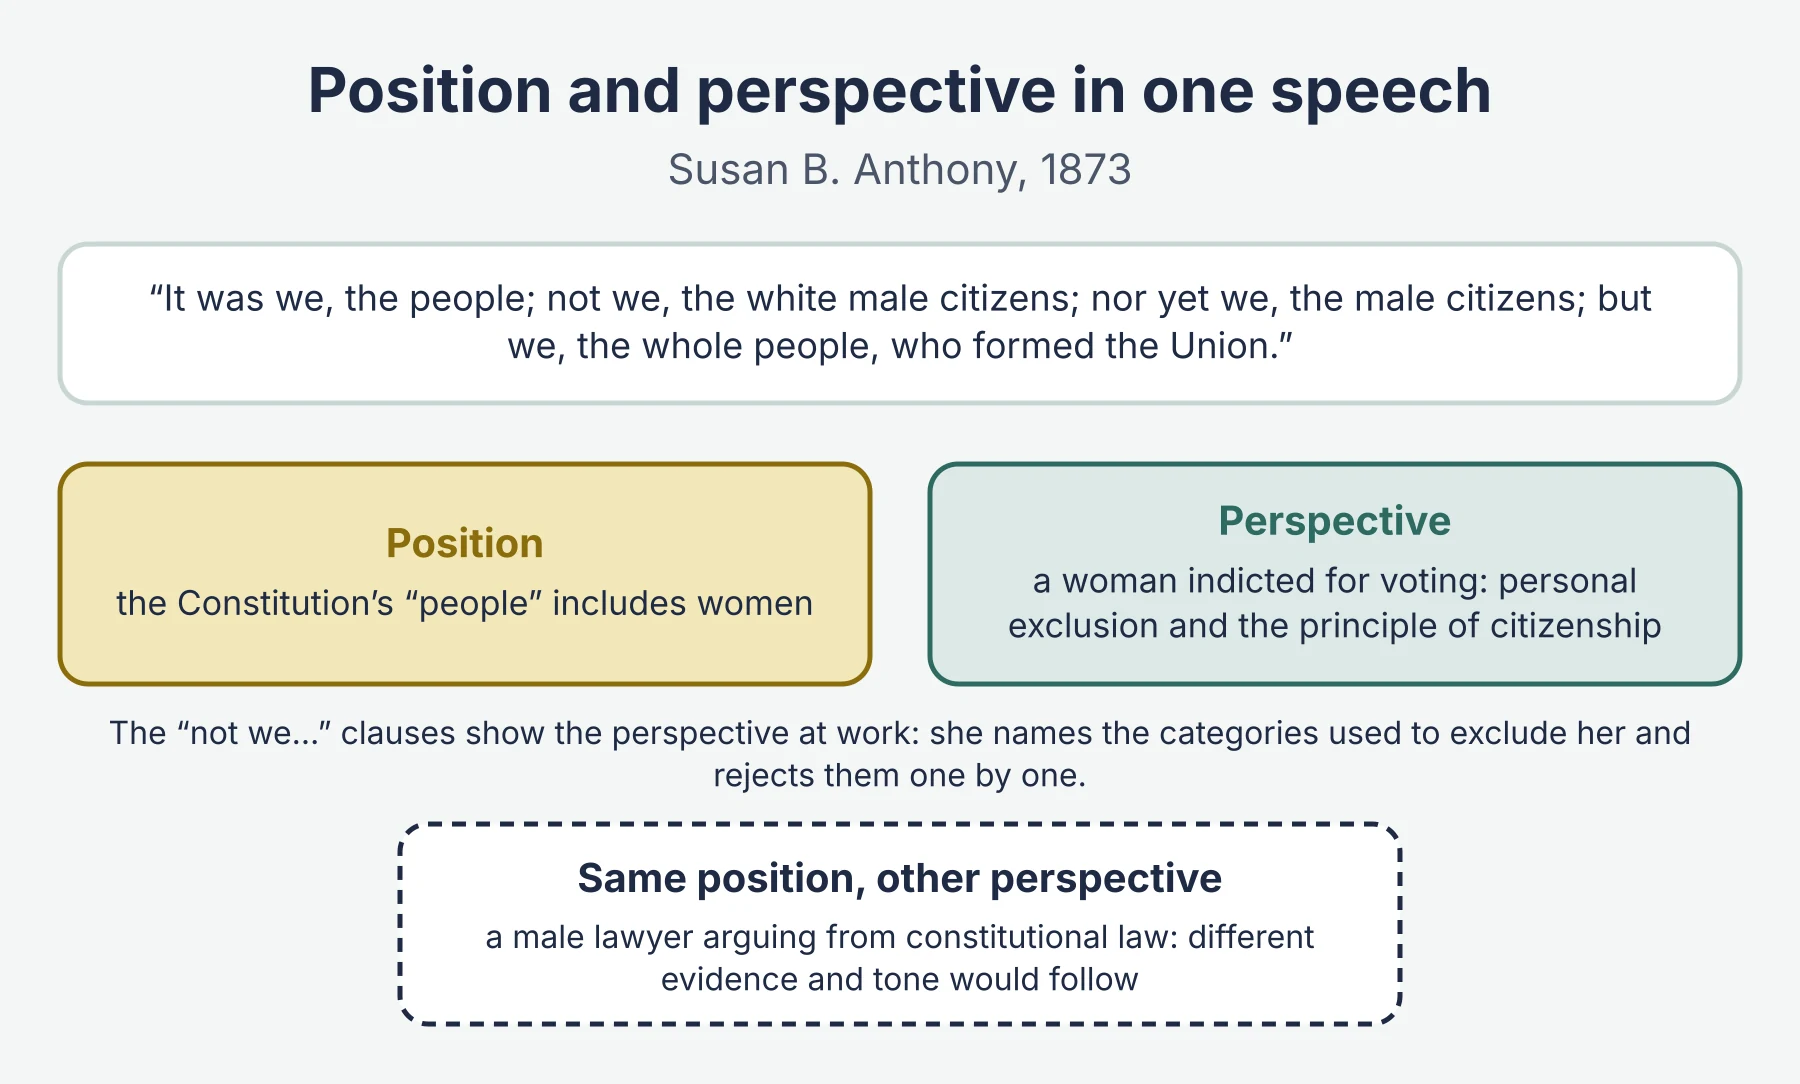 Position and perspective in one speech
Susan B. Anthony, 1873
“It was we, the people; not we, the white male citizens; nor yet we, the male citizens; but
we, the whole people, who formed the Union.”
Position
the Constitution’s “people” includes women
Perspective
a woman indicted for voting: personal
exclusion and the principle of citizenship
The “not we…” clauses show the perspective at work: she names the categories used to exclude her and
rejects them one by one.
Same position, other perspective
a male lawyer arguing from constitutional law: different
evidence and tone would follow